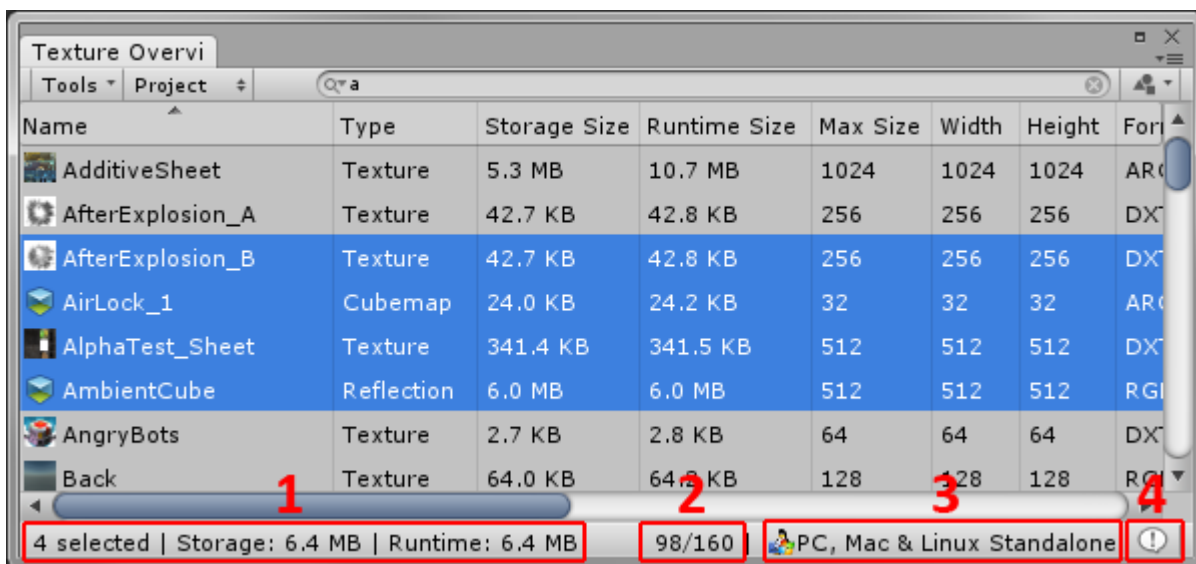 Texture Overvi
Tools Project a
Name Type Storage Size Runtime Size Max Size Width Height
AdditiveSheet Texture 5.3 MB 10.7 MB 1024 1024 1024
AfterExplosion_A Texture 42.7 KB 42.8 KB 256 256 256
AfterExplosion_B Texture 42.7 KB 42.8 KB 256 256 256
AirLock_1 Cubemap 24.0 KB 24.2 KB 32 32 32
AlphaTest_Sheet Texture 341.4 KB 341.5 KB 512 512 512
AmbientCube Reflection 6.0 MB 6.0 MB 512 512 512
AngryBots Texture 2.7 KB 2.8 KB 64 64 64
Back Texture 64.0 KB 64.2 KB 128 128 128
1 2 3 4
4 selected | Storage: 6.4 MB | Runtime: 6.4 MB 98/160 | PC, Mac & Linux Standalone